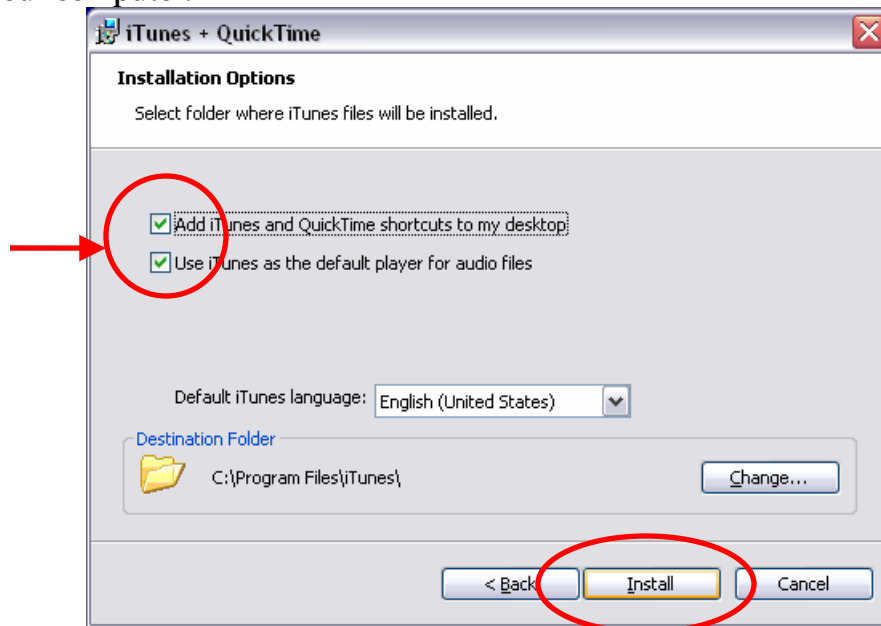 iTunes + QuickTime
Installation Options
Select folder where iTunes files will be installed.
Add iTunes and QuickTime shortcuts to my desktop
Use iTunes as the default player for audio files
Default iTunes language: English (United States)
Destination Folder
C:\Program Files\iTunes\ Change...
< Back Install Cancel